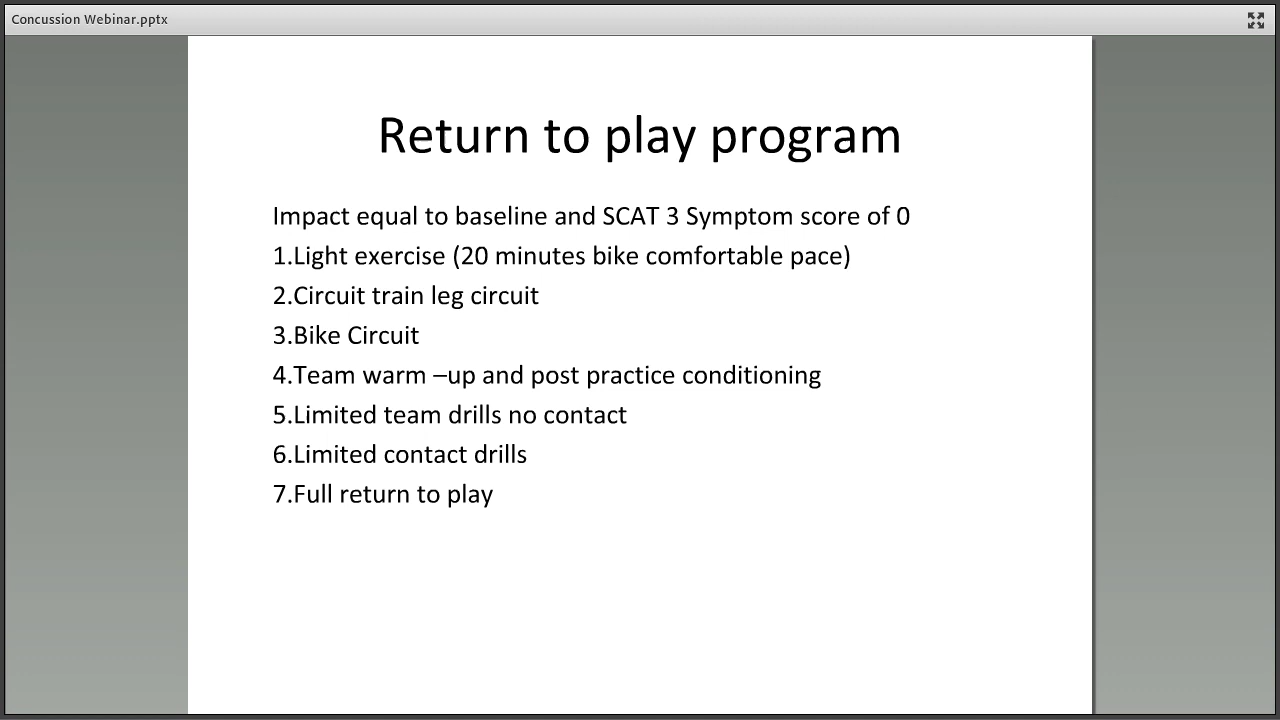 Concussion Webinar.pptx
Return to play program
Impact equal to baseline and SCAT 3 Symptom score of 0
1.Light exercise (20 minutes bike comfortable pace)
2.Circuit train leg circuit
3.Bike Circuit
4.Team warm –up and post practice conditioning
5.Limited team drills no contact
6.Limited contact drills
7.Full return to play